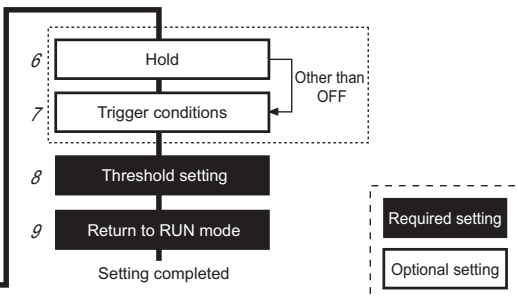 6
Hold
Other than
OFF
7
Trigger conditions
8
Threshold setting
9
Return to RUN mode
Setting completed
Required setting
Optional setting